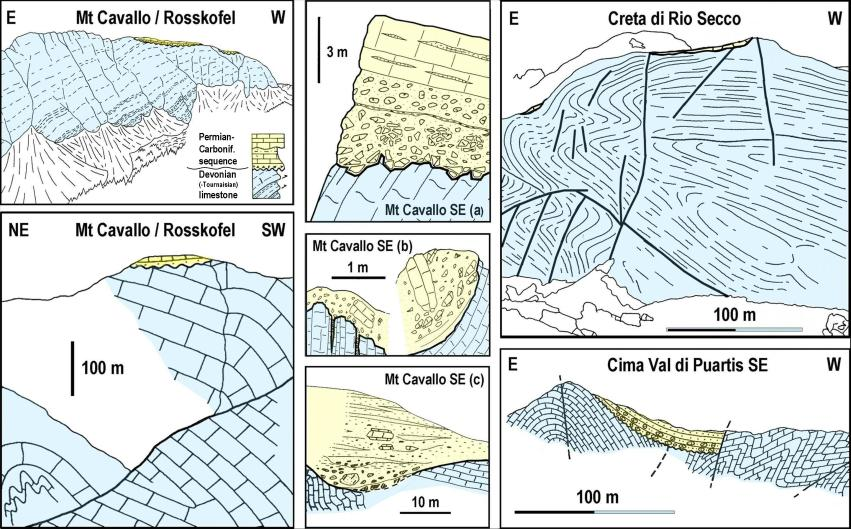 E Mt Cavallo / Rosskofel W
Permian-
Carbonif.
sequence
Devonian
(-Tournaisian)
limestone
3 m
Mt Cavallo SE (a)
E Creta di Rio Secco W
100 m
NE Mt Cavallo / Rosskofel SW
100 m
Mt Cavallo SE (b)
1 m
Mt Cavallo SE (c)
10 m
E Cima Val di Puartis SE W
100 m